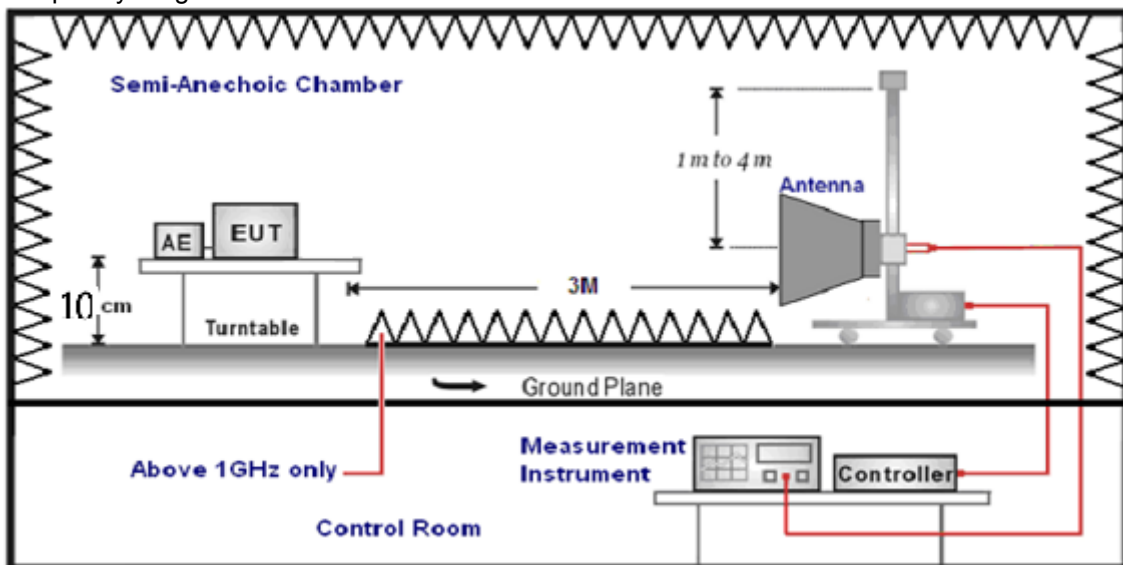 Semi-Anechoic Chamber
1 m to 4 m
Antenna
AE
EUT
3M
10 cm
Turntable
Ground Plane
Above 1GHz only
Measurement
Instrument
Controller
Control Room